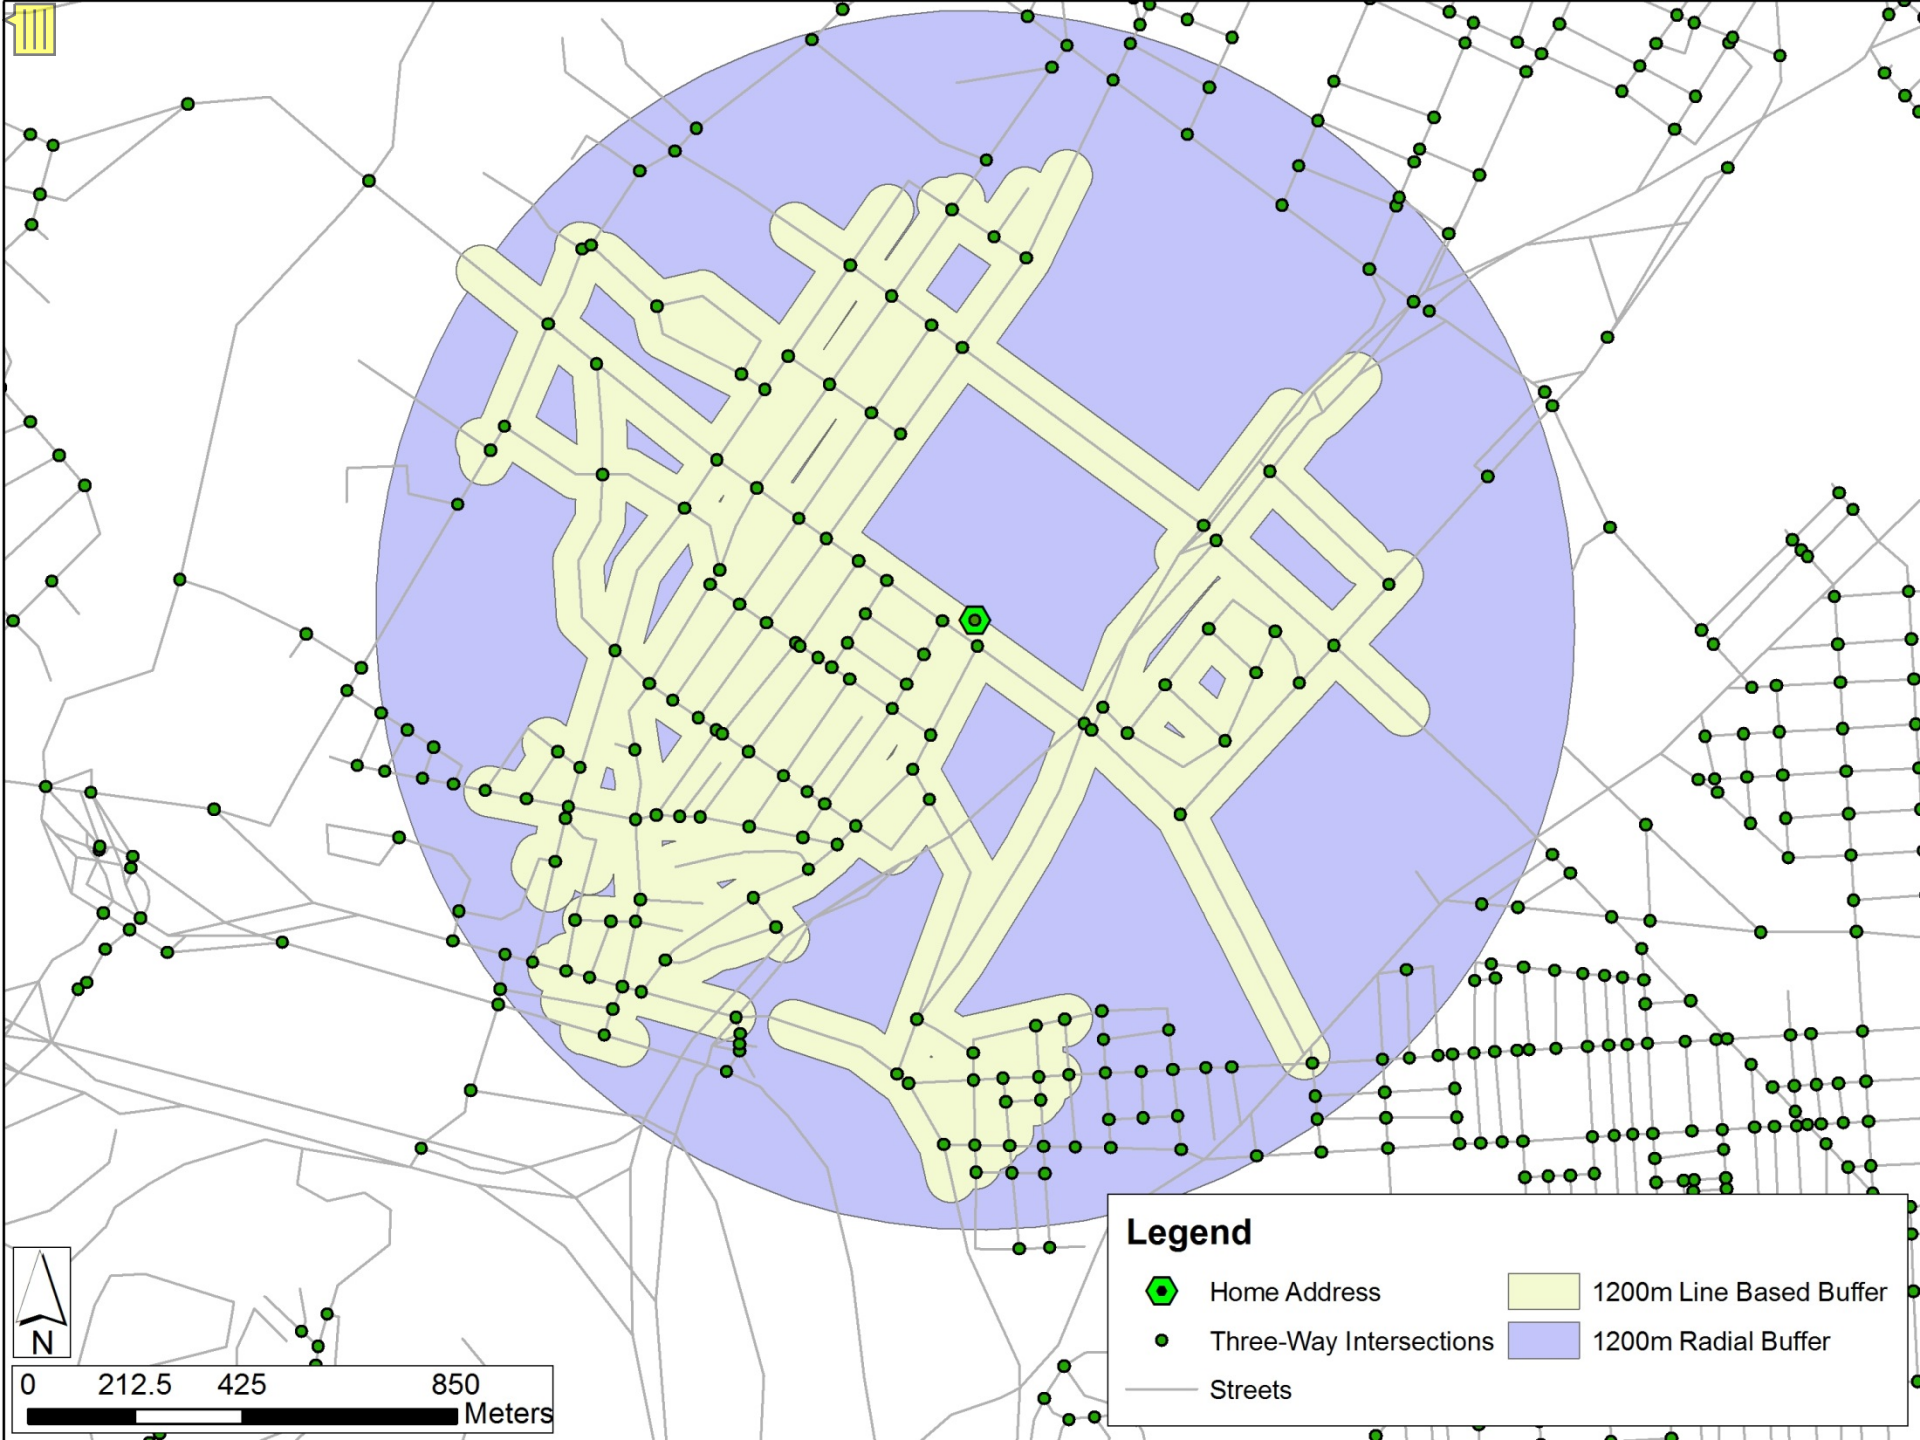 Legend
Home Address
1200m Line Based Buffer
Three-Way Intersections
1200m Radial Buffer
Streets
N
0 212.5 425 850
Meters